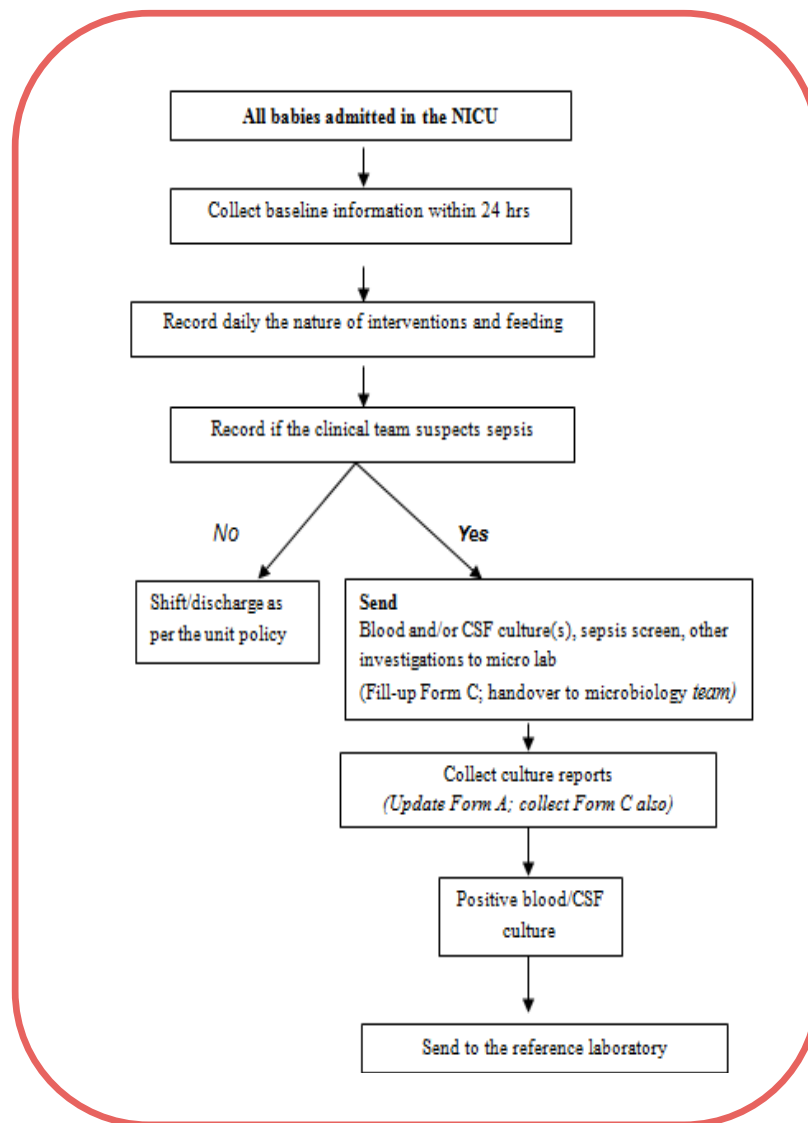 All babies admitted in the NICU
Collect baseline information within 24 hrs
Record daily the nature of interventions and feeding
Record if the clinical team suspects sepsis
No
Yes
Shift/discharge as
per the unit policy
Send
Blood and/or CSF culture(s), sepsis screen, other
investigations to micro lab
(Fill-up Form C; handover to microbiology team)
Collect culture reports
(Update Form A; collect Form C also)
Positive blood/CSF
culture
Send to the reference laboratory